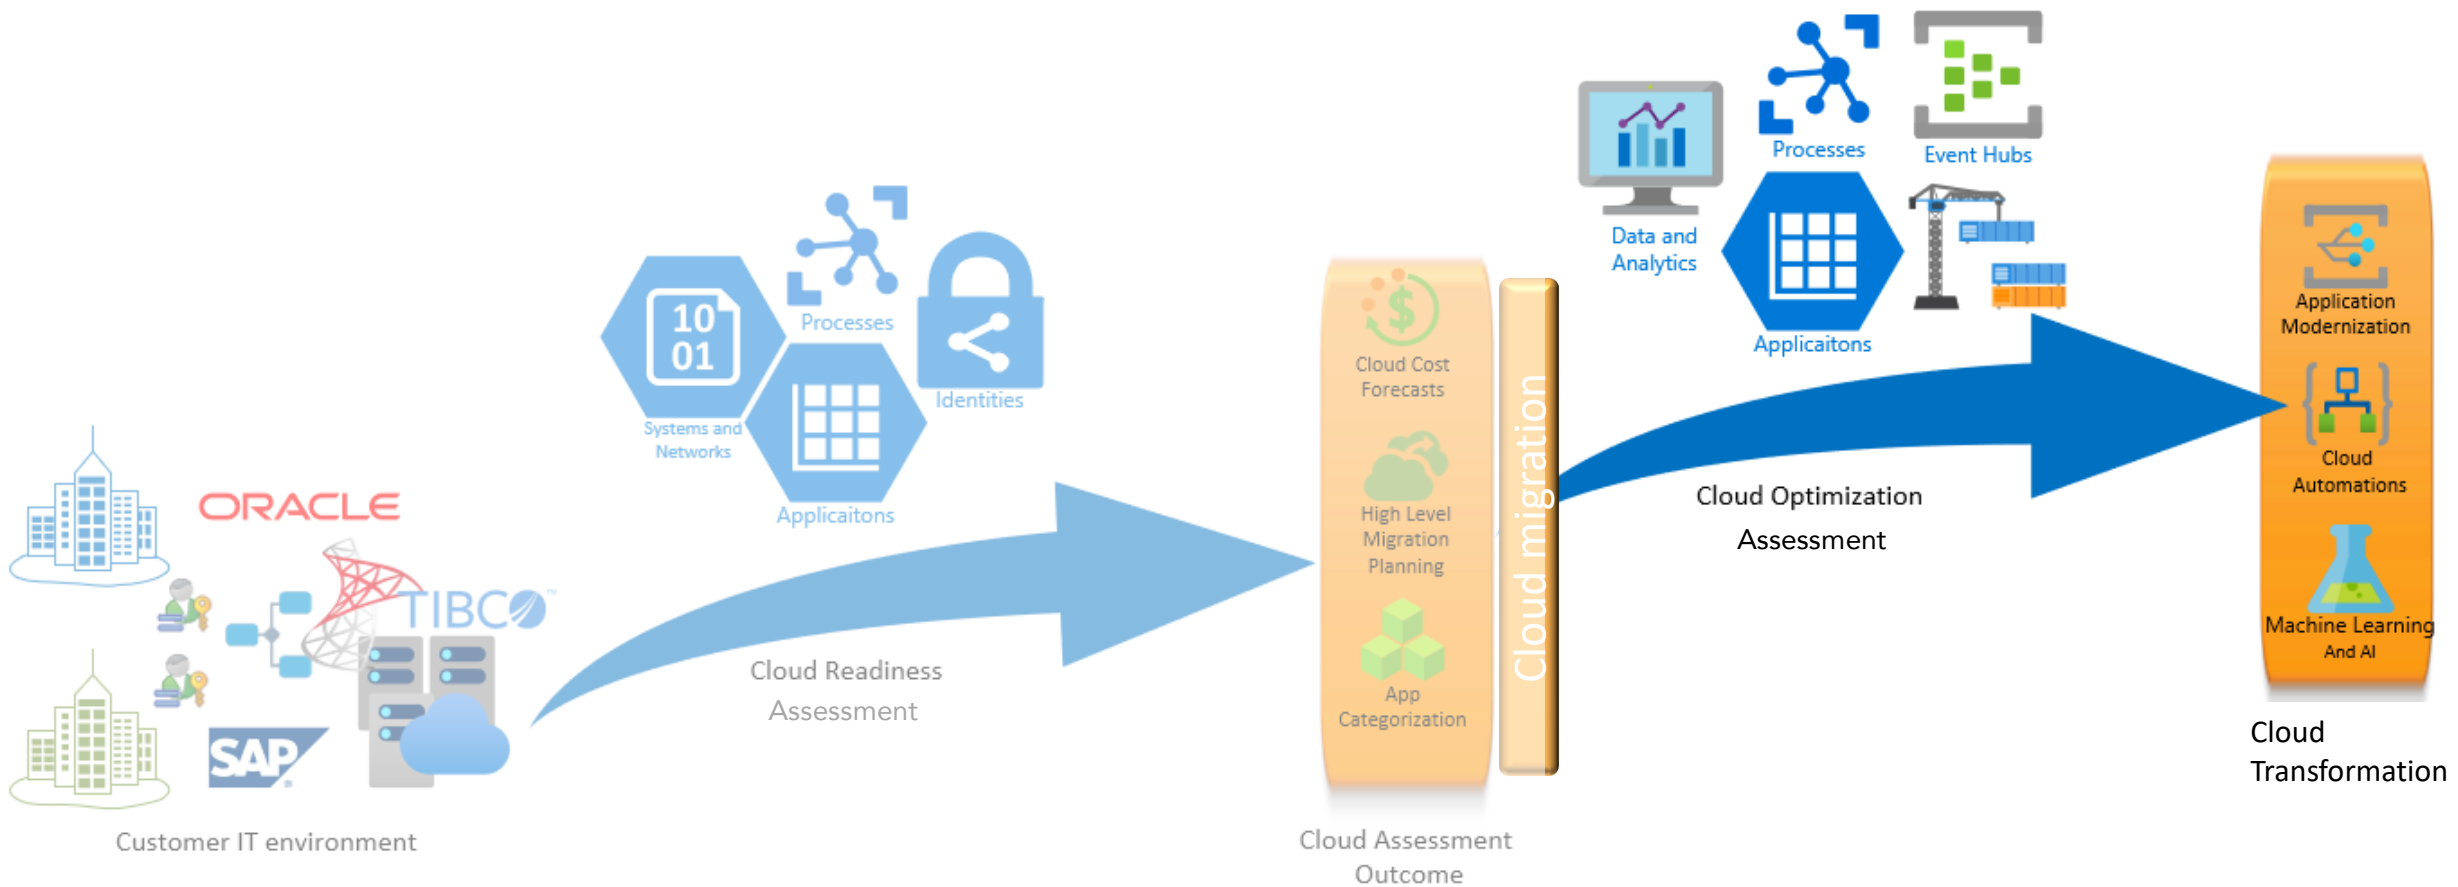 ORACLE
TIBCO™
SAP®
Customer IT environment
10
01
Systems and
Networks
Processes
Applicaitons
Identities
Cloud Readiness
Assessment
Cloud Cost
Forecasts
High Level
Migration
Planning
App
Categorization
Cloud Assessment
Outcome
Cloud migration
Data and
Analytics
Processes
Event Hubs
Applicaitons
Cloud Optimization
Assessment
Application
Modernization
Cloud
Automations
Machine Learning
And AI
Cloud
Transformation